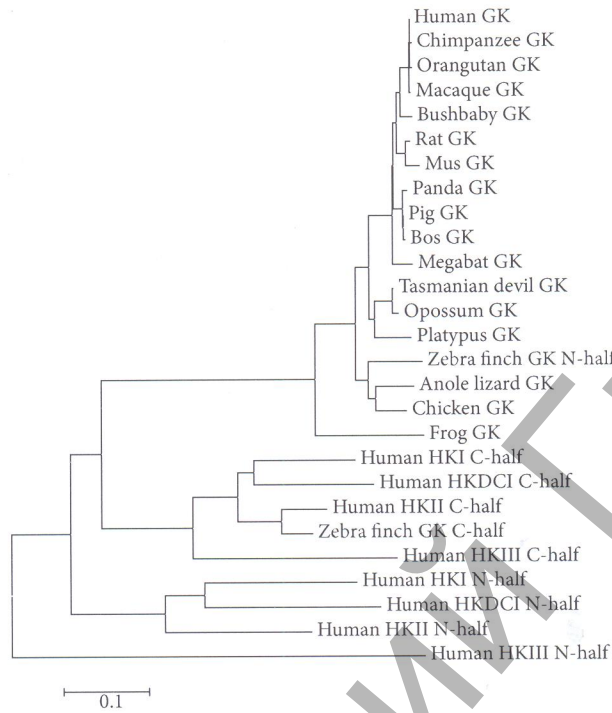 Human GK
Chimpanzee GK
Orangutan GK
Macaque GK
Bushbaby GK
Rat GK
Mus GK
Panda GK
Pig GK
Bos GK
Megabat GK
Tasmanian devil GK
Opossum GK
Platypus GK
Zebra finch GK N-half
Anole lizard GK
Chicken GK
Frog GK
Human HKI C-half
Human HKDCI C-half
Human HKII C-half
Zebra finch GK C-half
Human HKIII C-half
Human HKI N-half
Human HKDCI N-half
Human HKII N-half
Human HKIII N-half
0.1